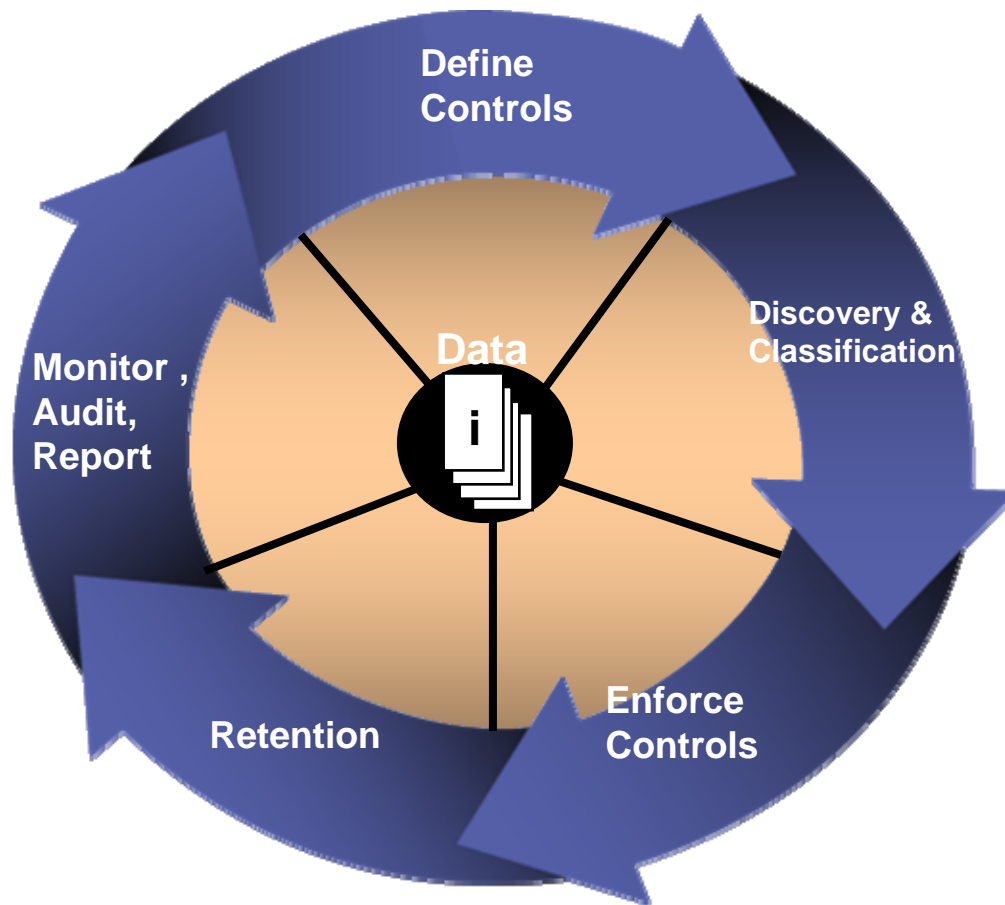 Define
Controls
Discovery &
Classification
Data
i
Monitor ,
Audit,
Report
Enforce
Controls
Retention